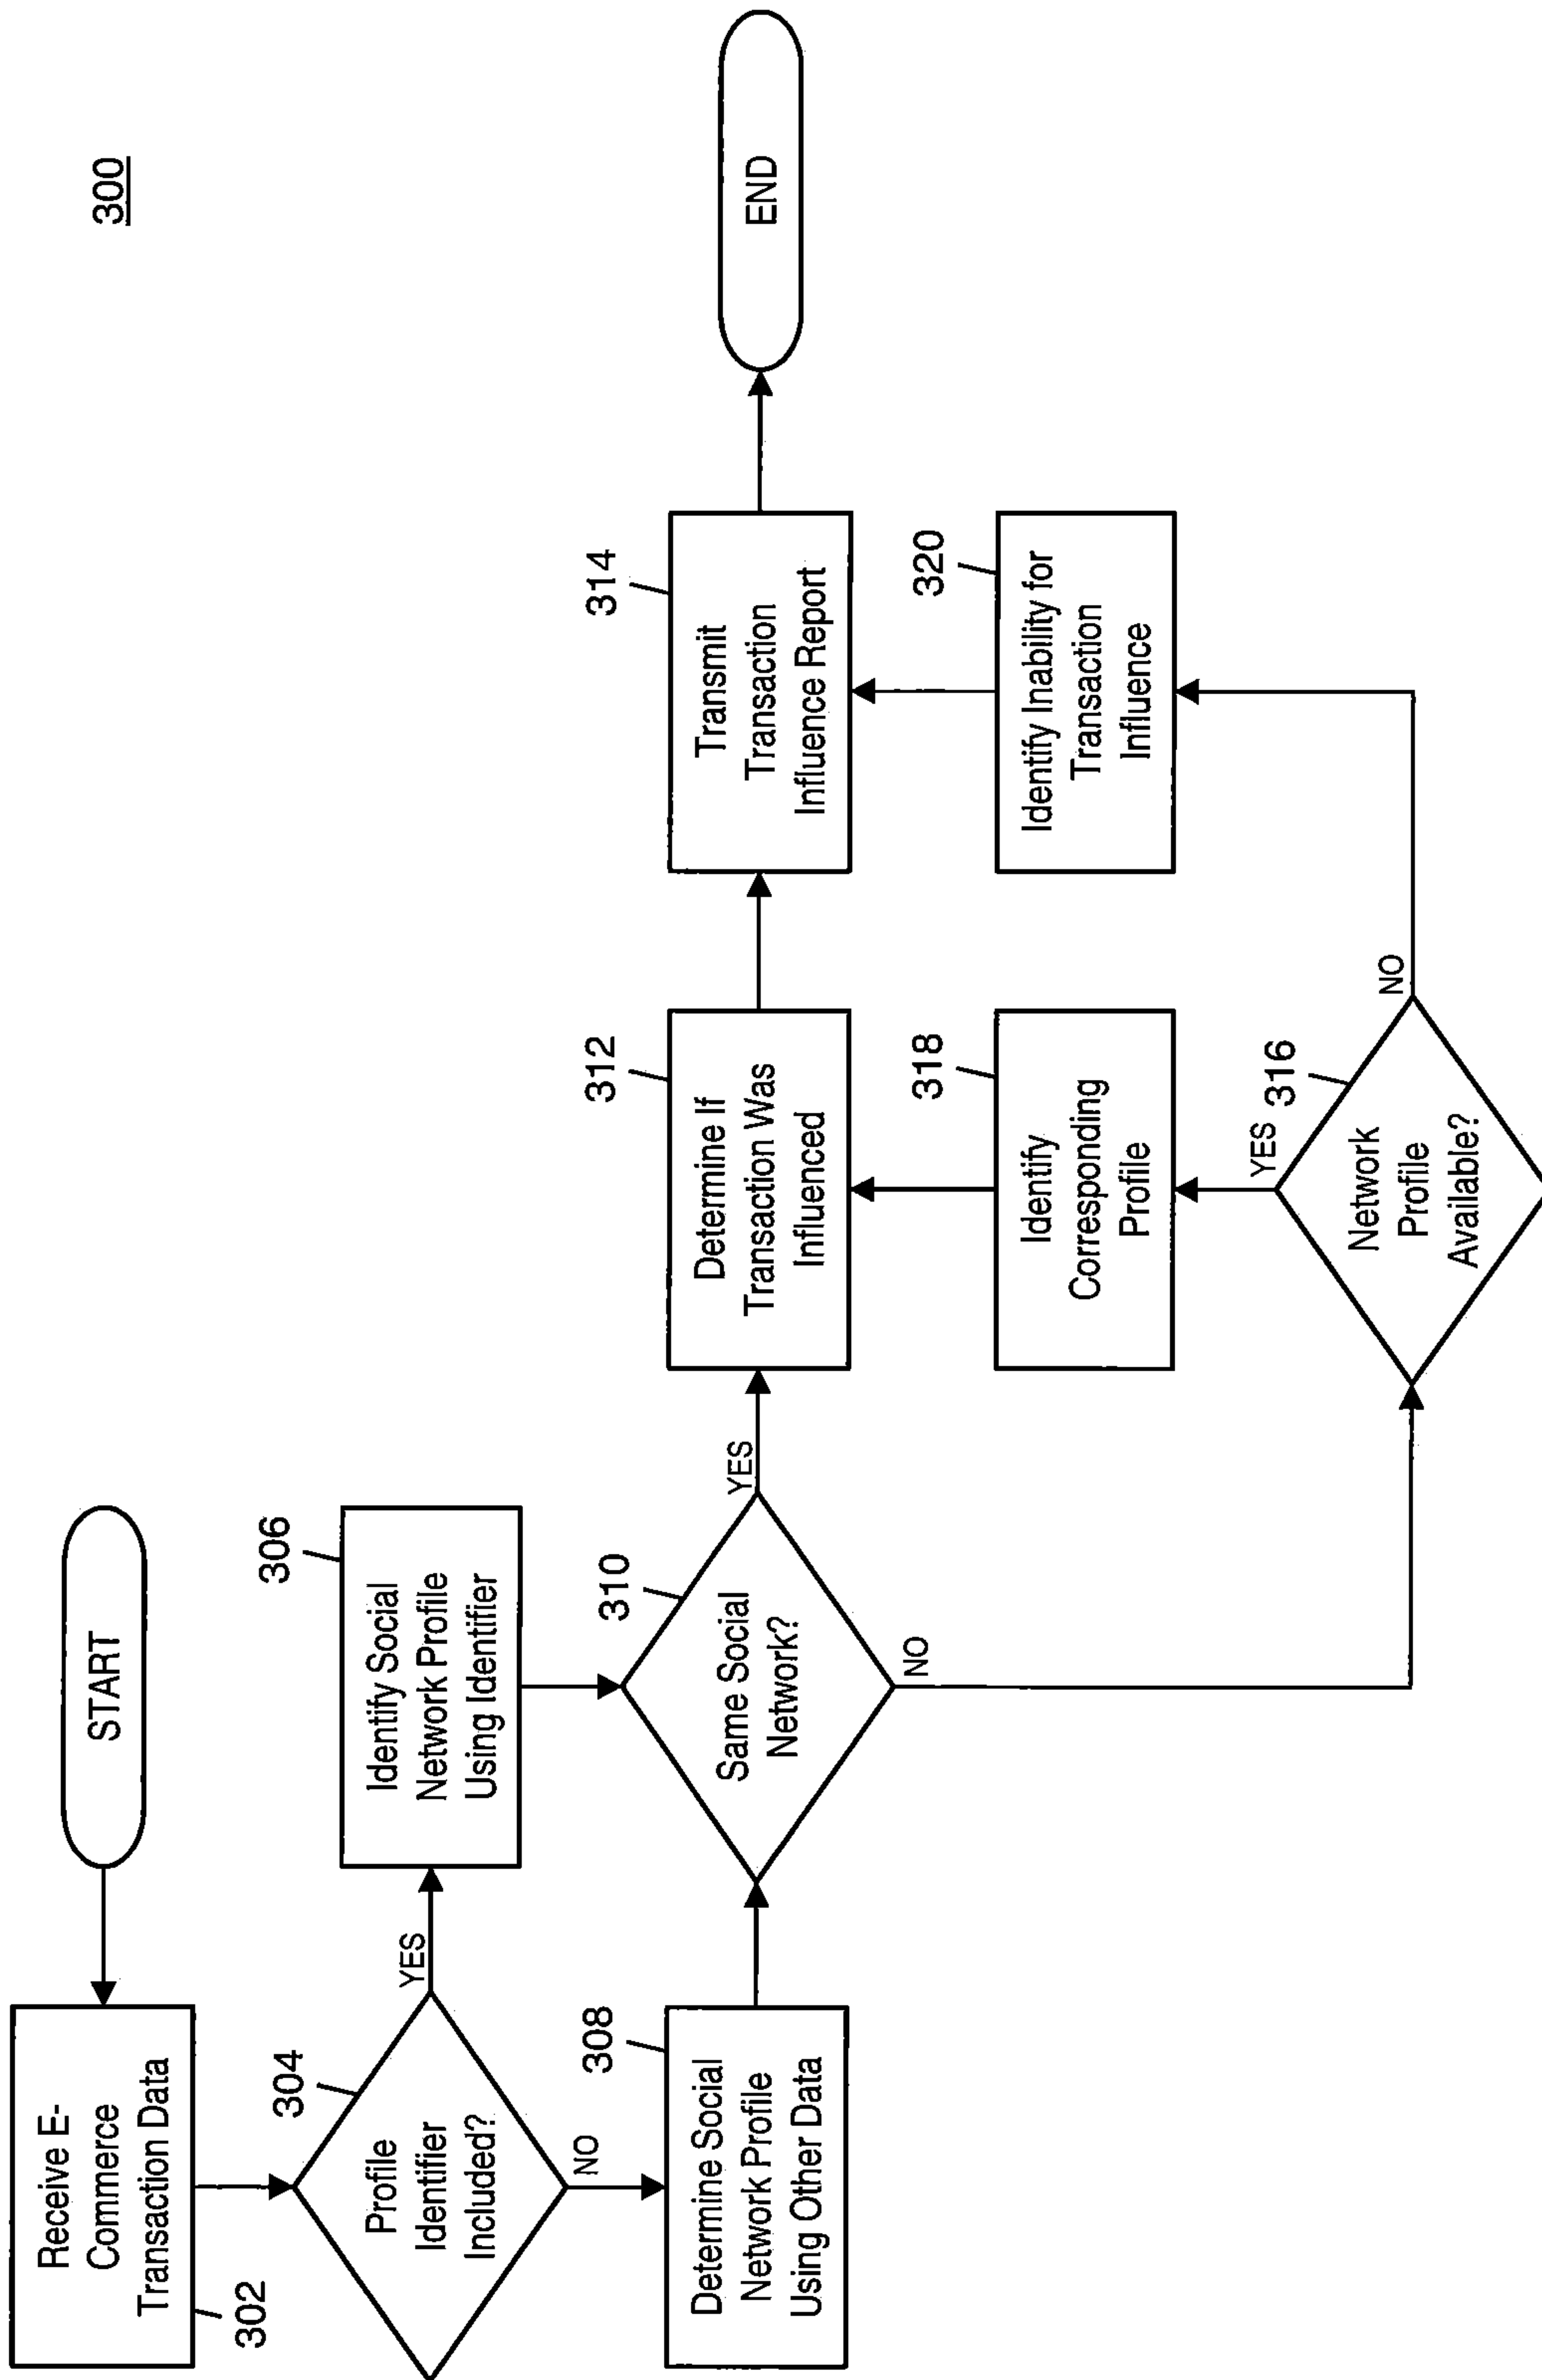 300
START
Receive E-
Commerce
Transaction Data
302
304
Profile
Identifier
Included?
YES
NO
306
Identify Social
Network Profile
Using Identifier
308
Determine Social
Network Profile
Using Other Data
310
Same Social
Network?
YES
NO
312
Determine If
Transaction Was
Influenced
314
Transmit
Transaction
Influence Report
END
316
Network
Profile
Available?
YES
NO
318
Identify
Corresponding
Profile
320
Identify Inability for
Transaction
Influence